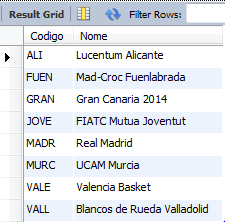 Result Grid Filter Rows:
Codigo Nome
ALI Lucentum Alicante
FUEN Mad-Croc Fuenlabrada
GRAN Gran Canaria 2014
JOVE FIATC Mutua Joventut
MADR Real Madrid
MURC UCAM Murcia
VALE Valencia Basket
VALL Blancos de Rueda Valladolid